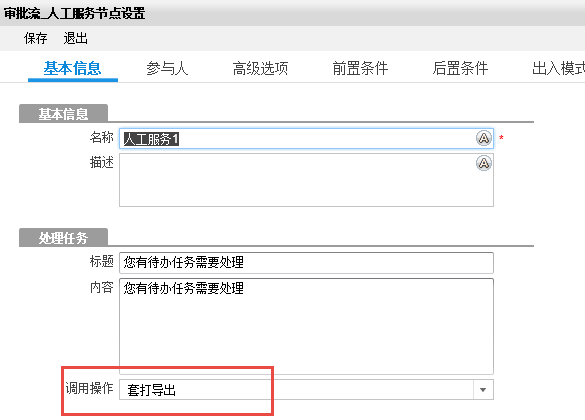 审批流_人工服务节点设置
保存 退出
基本信息 参与人 高级选项 前置条件 后置条件 出入模式
基本信息
名称 人工服务1 A *
描述 A
处理任务
标题 您有待办任务需要处理
内容 您有待办任务需要处理
调用操作 套打导出